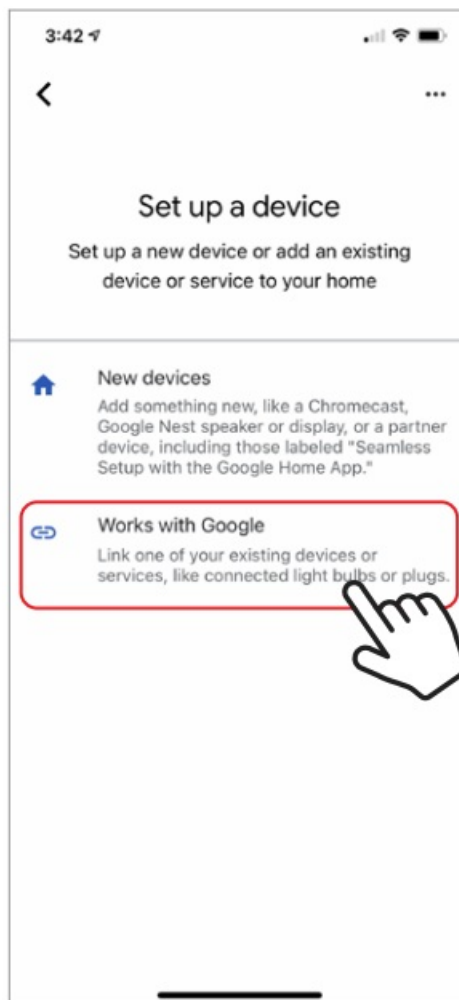 3:42
Set up a device
Set up a new device or add an existing
device or service to your home
New devices
Add something new, like a Chromecast,
Google Nest speaker or display, or a partner
device, including those labeled "Seamless
Setup with the Google Home App."
Works with Google
Link one of your existing devices or
services, like connected light bulbs or plugs.